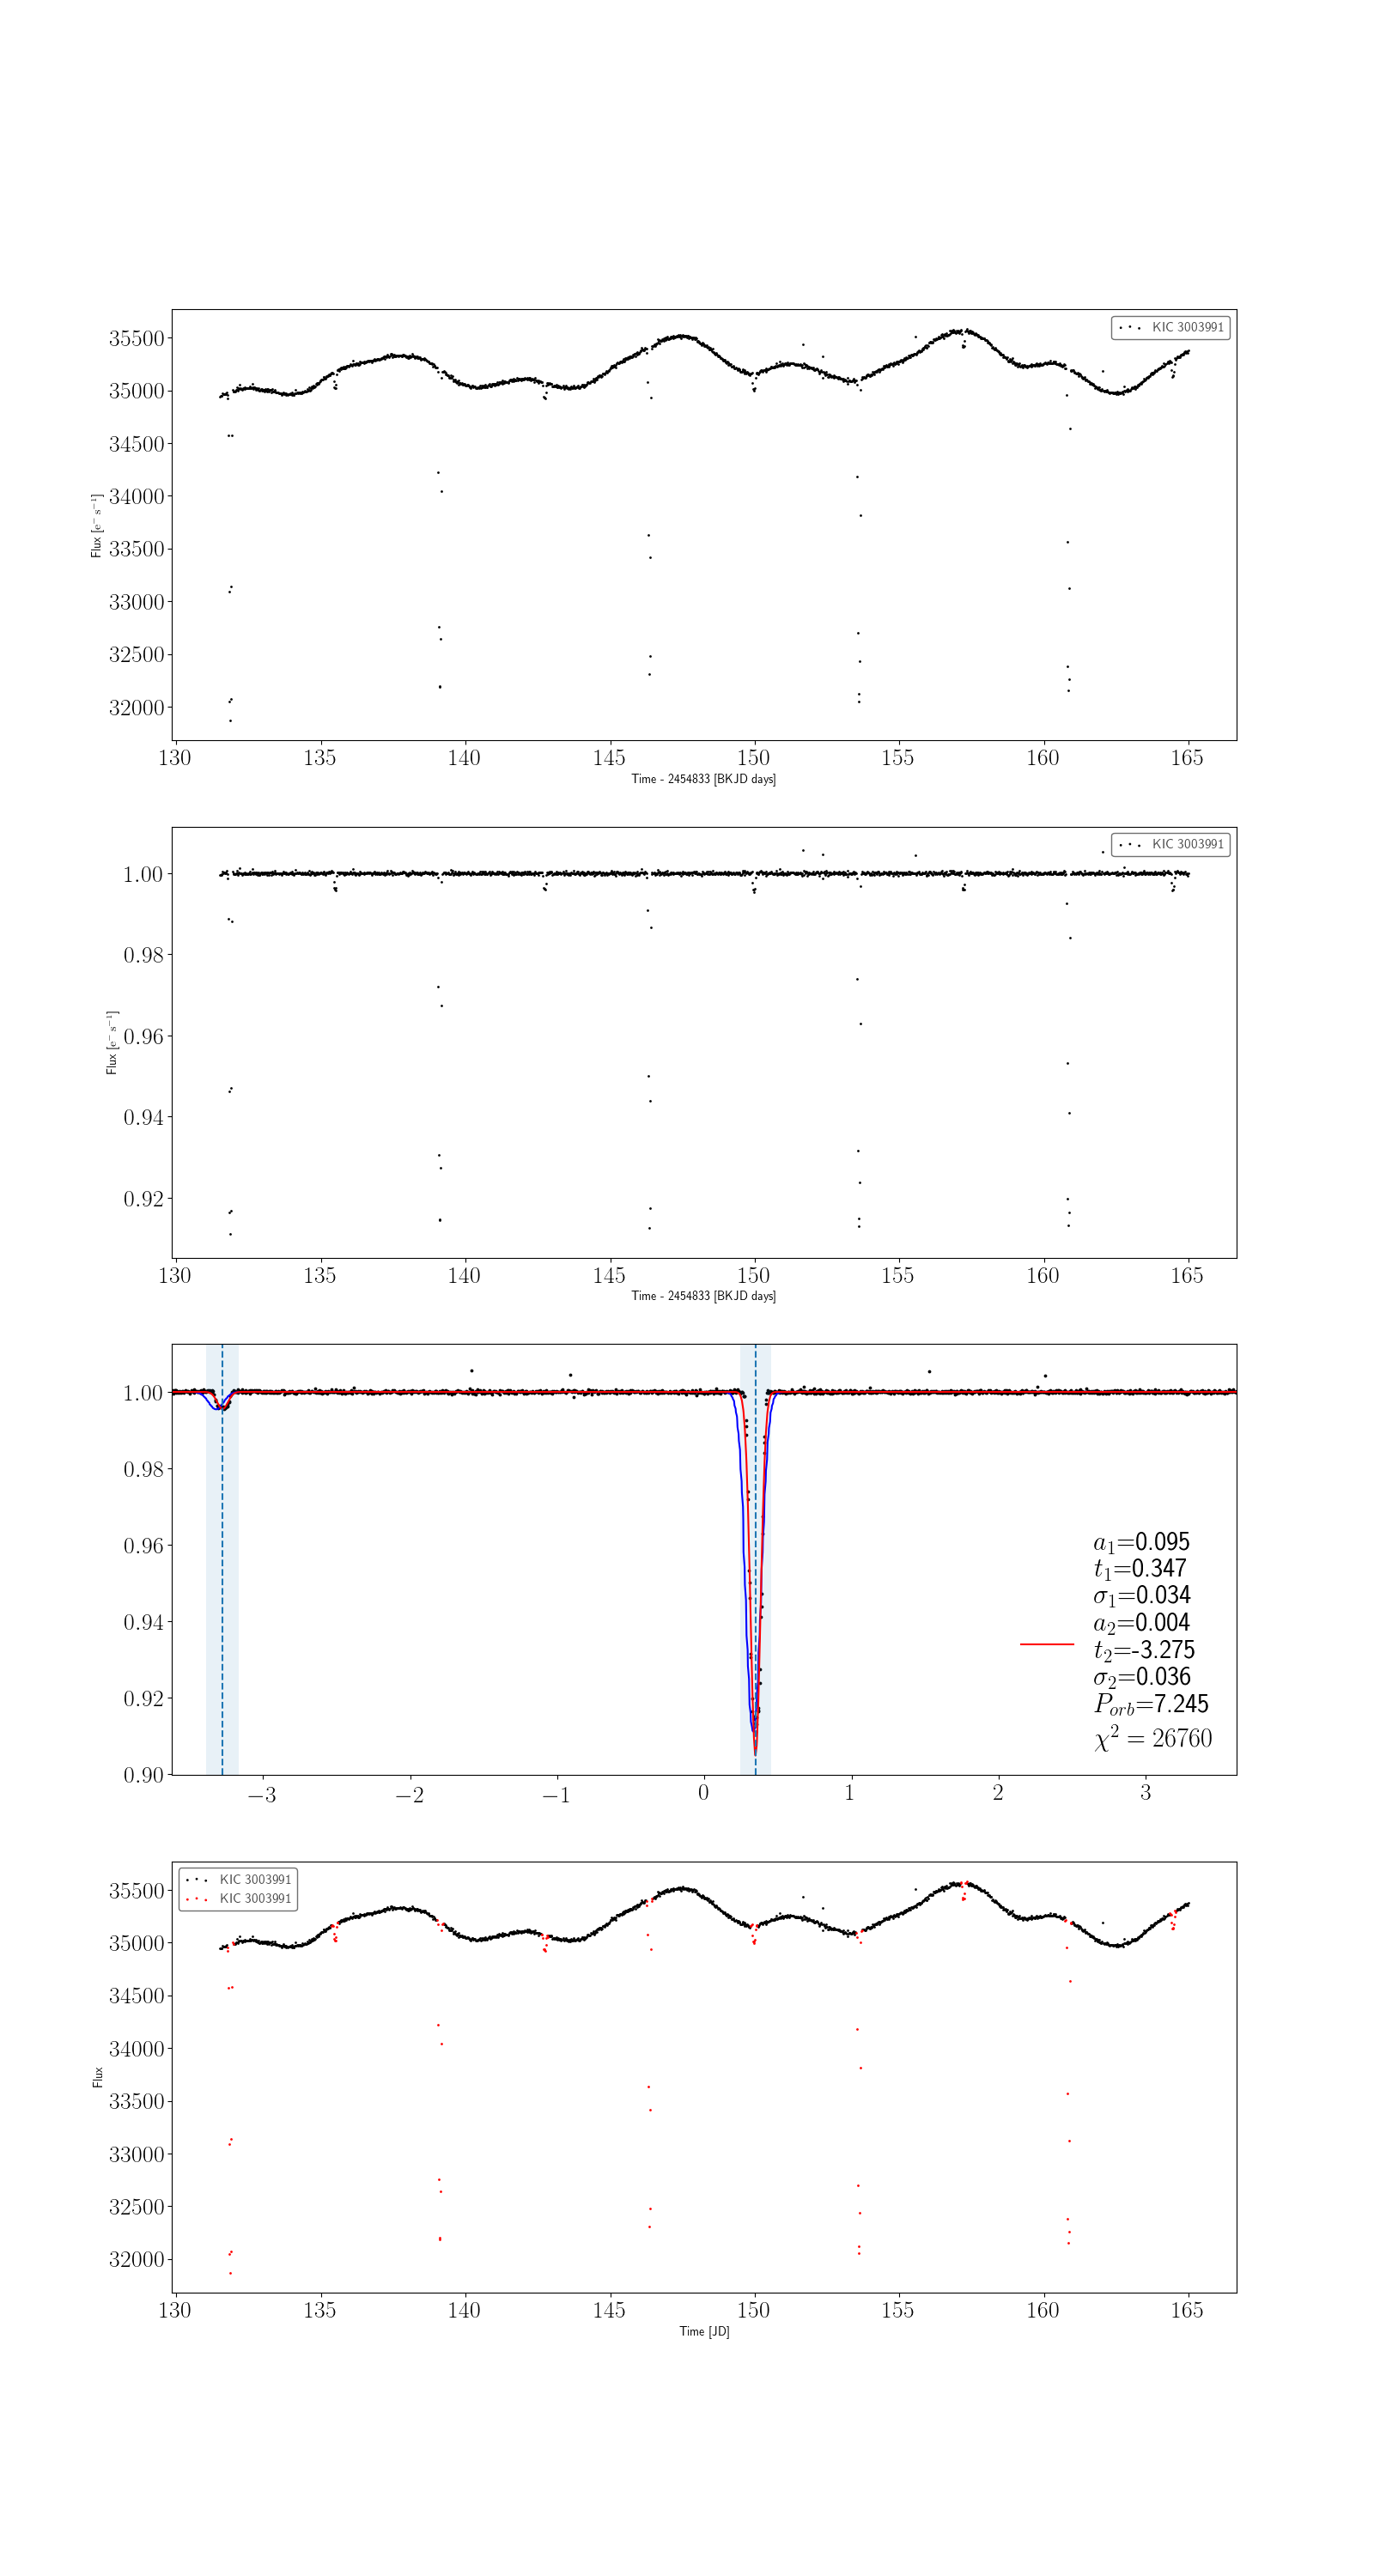 KIC 3003991
35500
35000
34500
34000
33500
33000
32500
32000
Flux [e⁻ s⁻¹]
130 135 140 145 150 155 160 165
Time - 2454833 [BKJD days]
KIC 3003991
1.00
0.98
0.96
0.94
0.92
Flux [e⁻ s⁻¹]
130 135 140 145 150 155 160 165
Time - 2454833 [BKJD days]
1.00
0.98
0.96
0.94
0.92
0.90
a₁=0.095
t₁=0.347
σ₁=0.034
a₂=0.004
t₂=-3.275
σ₂=0.036
P_orb=7.245
χ² = 26760
−3 −2 −1 0 1 2 3
KIC 3003991
KIC 3003991
35500
35000
34500
34000
33500
33000
32500
32000
Flux
130 135 140 145 150 155 160 165
Time [JD]